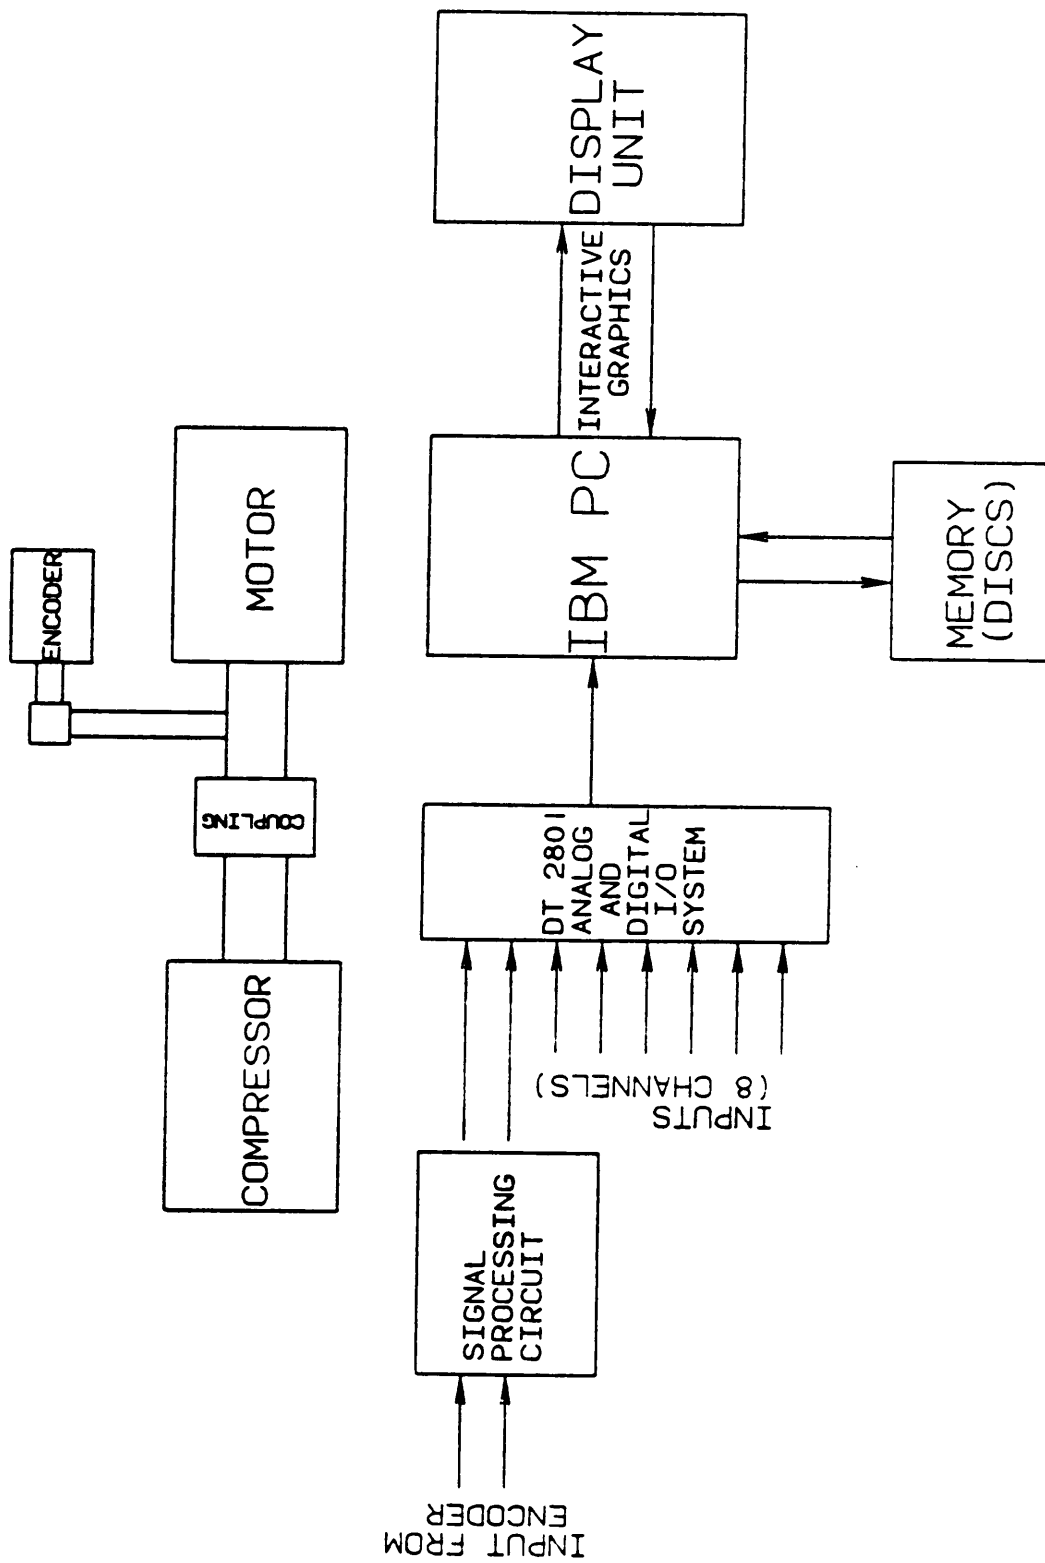 ENCODER
COMPRESSOR
COUPLING
MOTOR
INPUT FROM
ENCODER
SIGNAL
PROCESSING
CIRCUIT
INPUTS
(8 CHANNELS)
DT 2801
ANALOG
AND
DIGITAL
I/O
SYSTEM
IBM PC
INTERACTIVE
GRAPHICS
DISPLAY
UNIT
MEMORY
(DISCS)